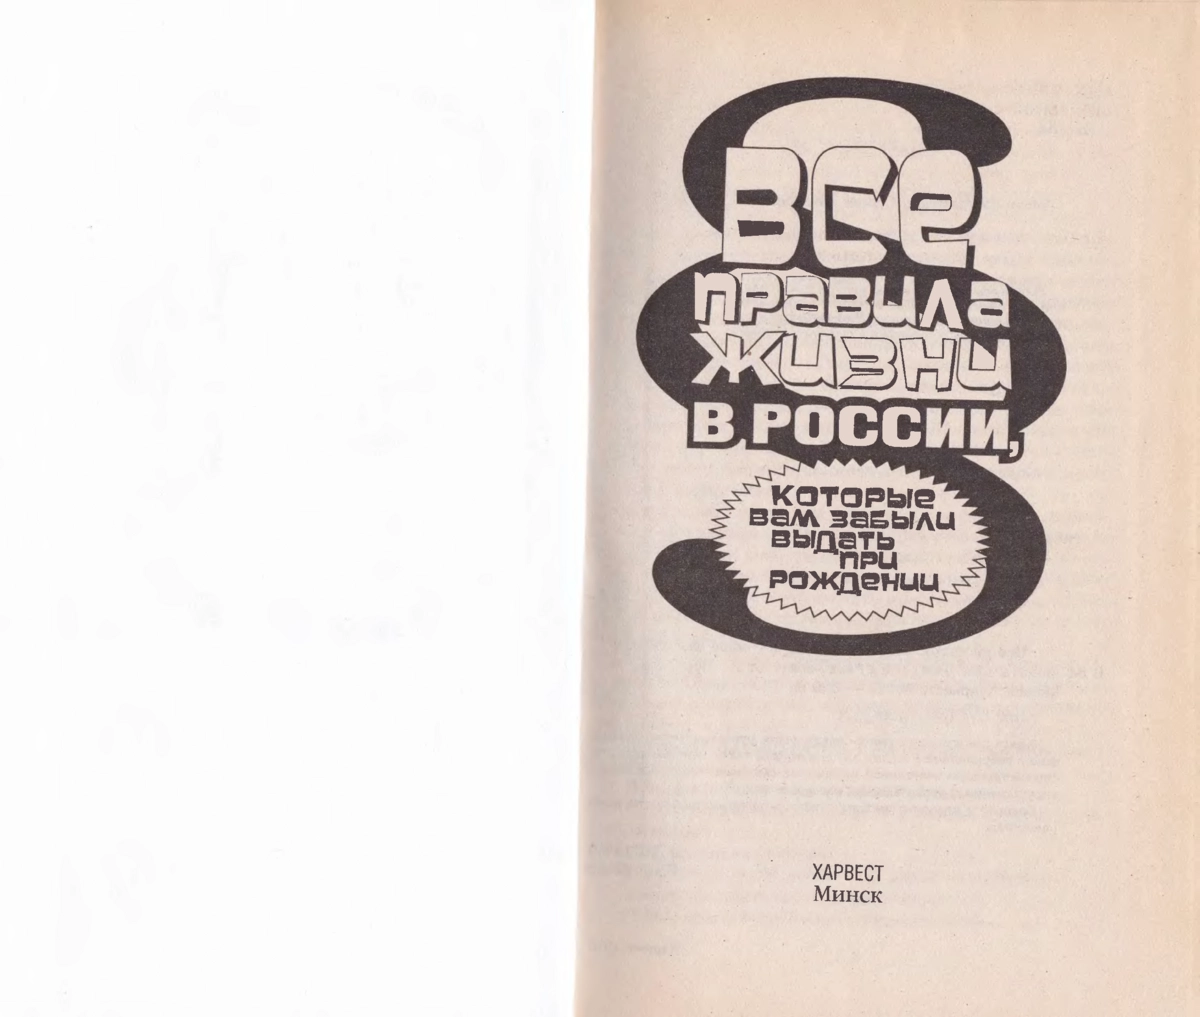 Все
правила
жизни
в России,
которые
вам забыли
выдать
при
рождении
ХАРВЕСТ
Минск